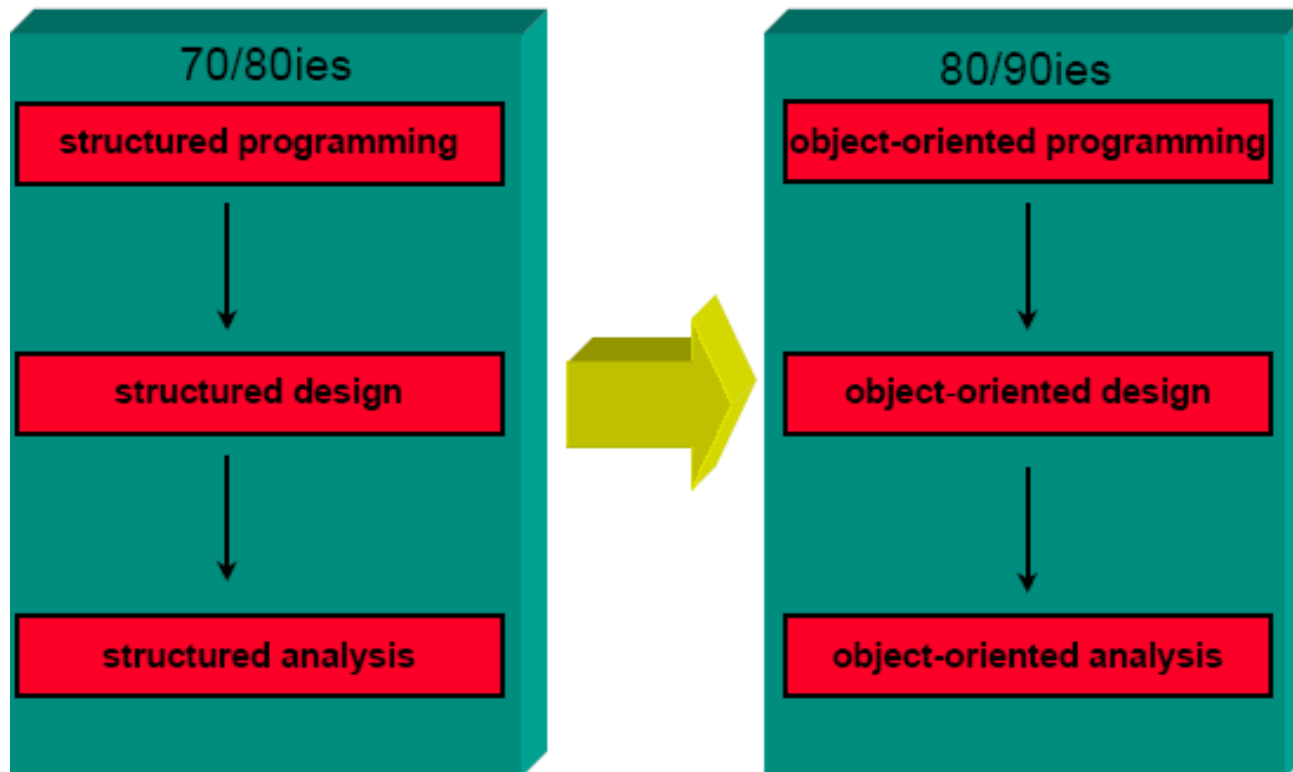 70/80ies
structured programming
structured design
structured analysis
80/90ies
object-oriented programming
object-oriented design
object-oriented analysis